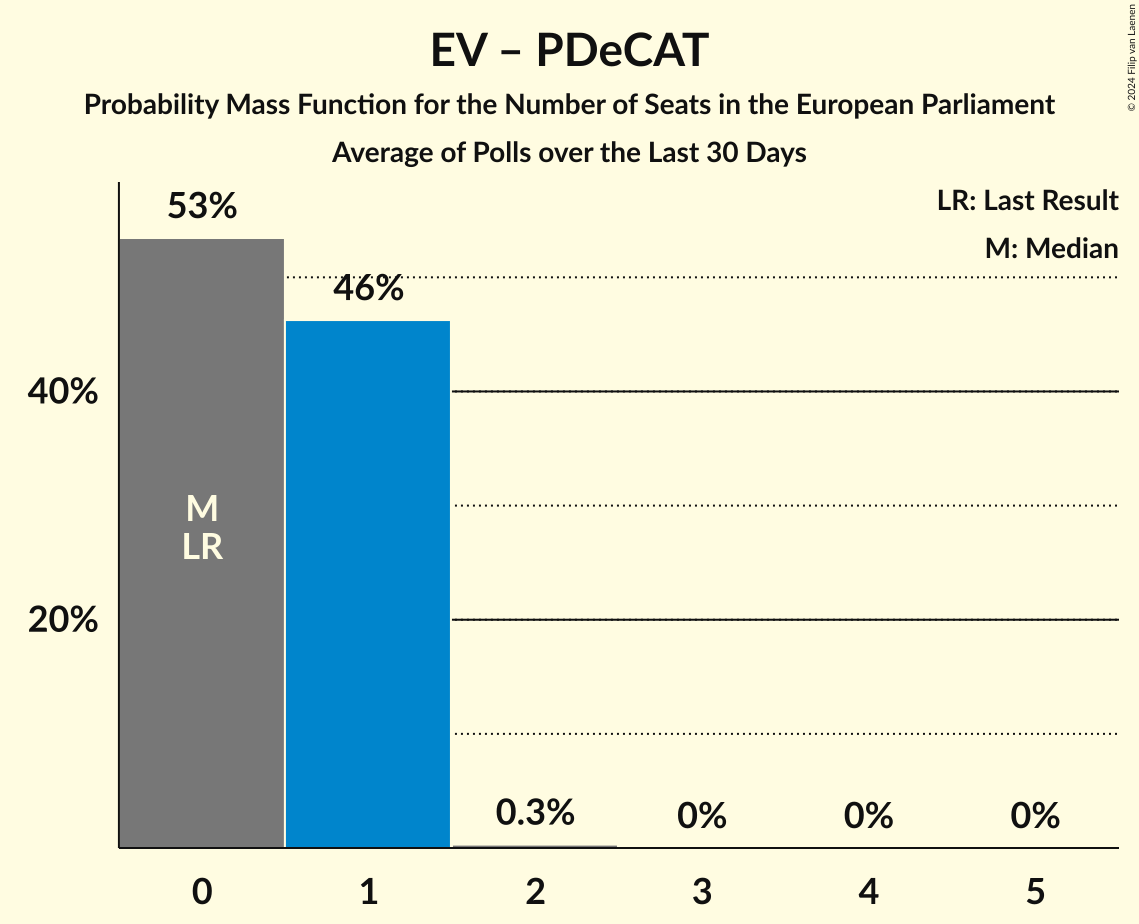 EV – PDeCAT
Probability Mass Function for the Number of Seats in the European Parliament
Average of Polls over the Last 30 Days
© 2024 Filip van Laenen
LR: Last Result
M: Median
53%
46%
40%
M
LR
20%
0.3%
0%
0%
0%
0
1
2
3
4
5